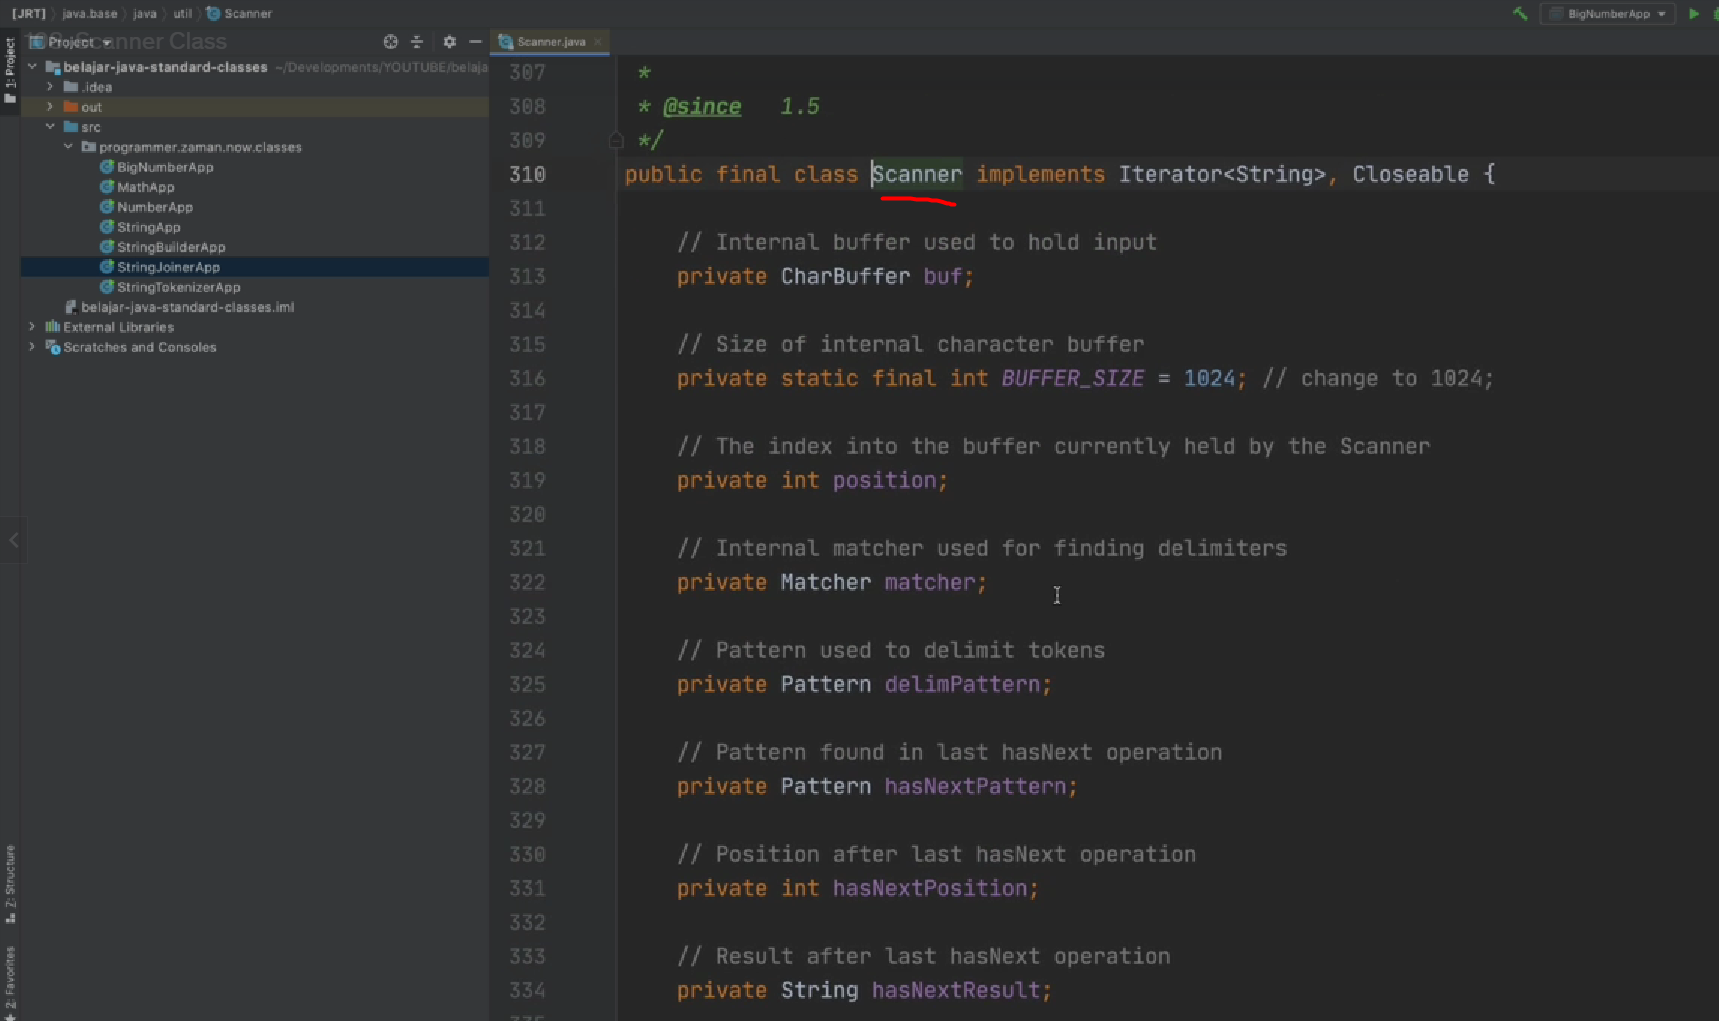 [JRT] java.base java util Scanner
BigNumberApp
Project
Scanner Class
Scanner.java
1: Project
belajar-java-standard-classes ~/Developments/YOUTUBE/belaja
.idea
out
src
programmer.zaman.now.classes
BigNumberApp
MathApp
NumberApp
StringApp
StringBuilderApp
StringJoinerApp
StringTokenizerApp
belajar-java-standard-classes.iml
External Libraries
Scratches and Consoles
Z: Structure
2: Favorites
307 *
308 * @since 1.5
309 */
310 public final class Scanner implements Iterator<String>, Closeable {
311
312 // Internal buffer used to hold input
313 private CharBuffer buf;
314
315 // Size of internal character buffer
316 private static final int BUFFER_SIZE = 1024; // change to 1024;
317
318 // The index into the buffer currently held by the Scanner
319 private int position;
320
321 // Internal matcher used for finding delimiters
322 private Matcher matcher;
323
324 // Pattern used to delimit tokens
325 private Pattern delimPattern;
326
327 // Pattern found in last hasNext operation
328 private Pattern hasNextPattern;
329
330 // Position after last hasNext operation
331 private int hasNextPosition;
332
333 // Result after last hasNext operation
334 private String hasNextResult;